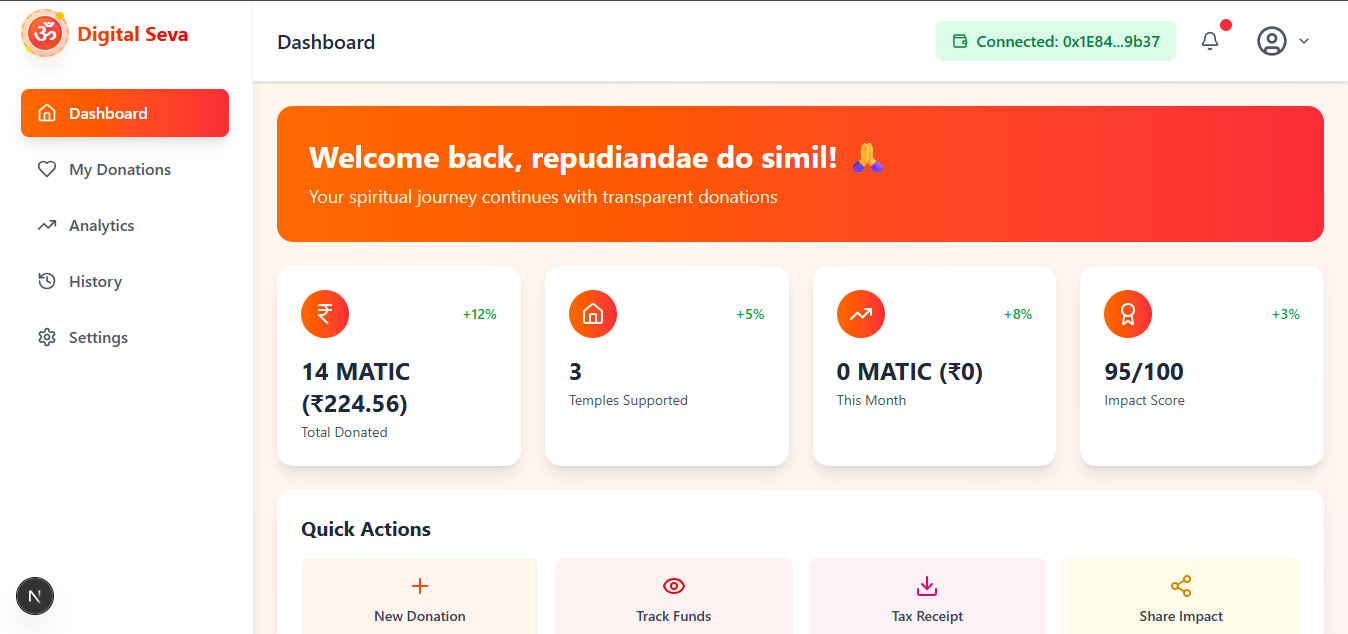 ॐ Digital Seva
Dashboard
Connected: 0x1E84...9b37
Dashboard
My Donations
Analytics
History
Settings
Welcome back, repudiandae do simil! 🙏
Your spiritual journey continues with transparent donations
₹
+12%
14 MATIC
(₹224.56)
Total Donated
+5%
3
Temples Supported
+8%
0 MATIC (₹0)
This Month
+3%
95/100
Impact Score
Quick Actions
New Donation
Track Funds
Tax Receipt
Share Impact
N